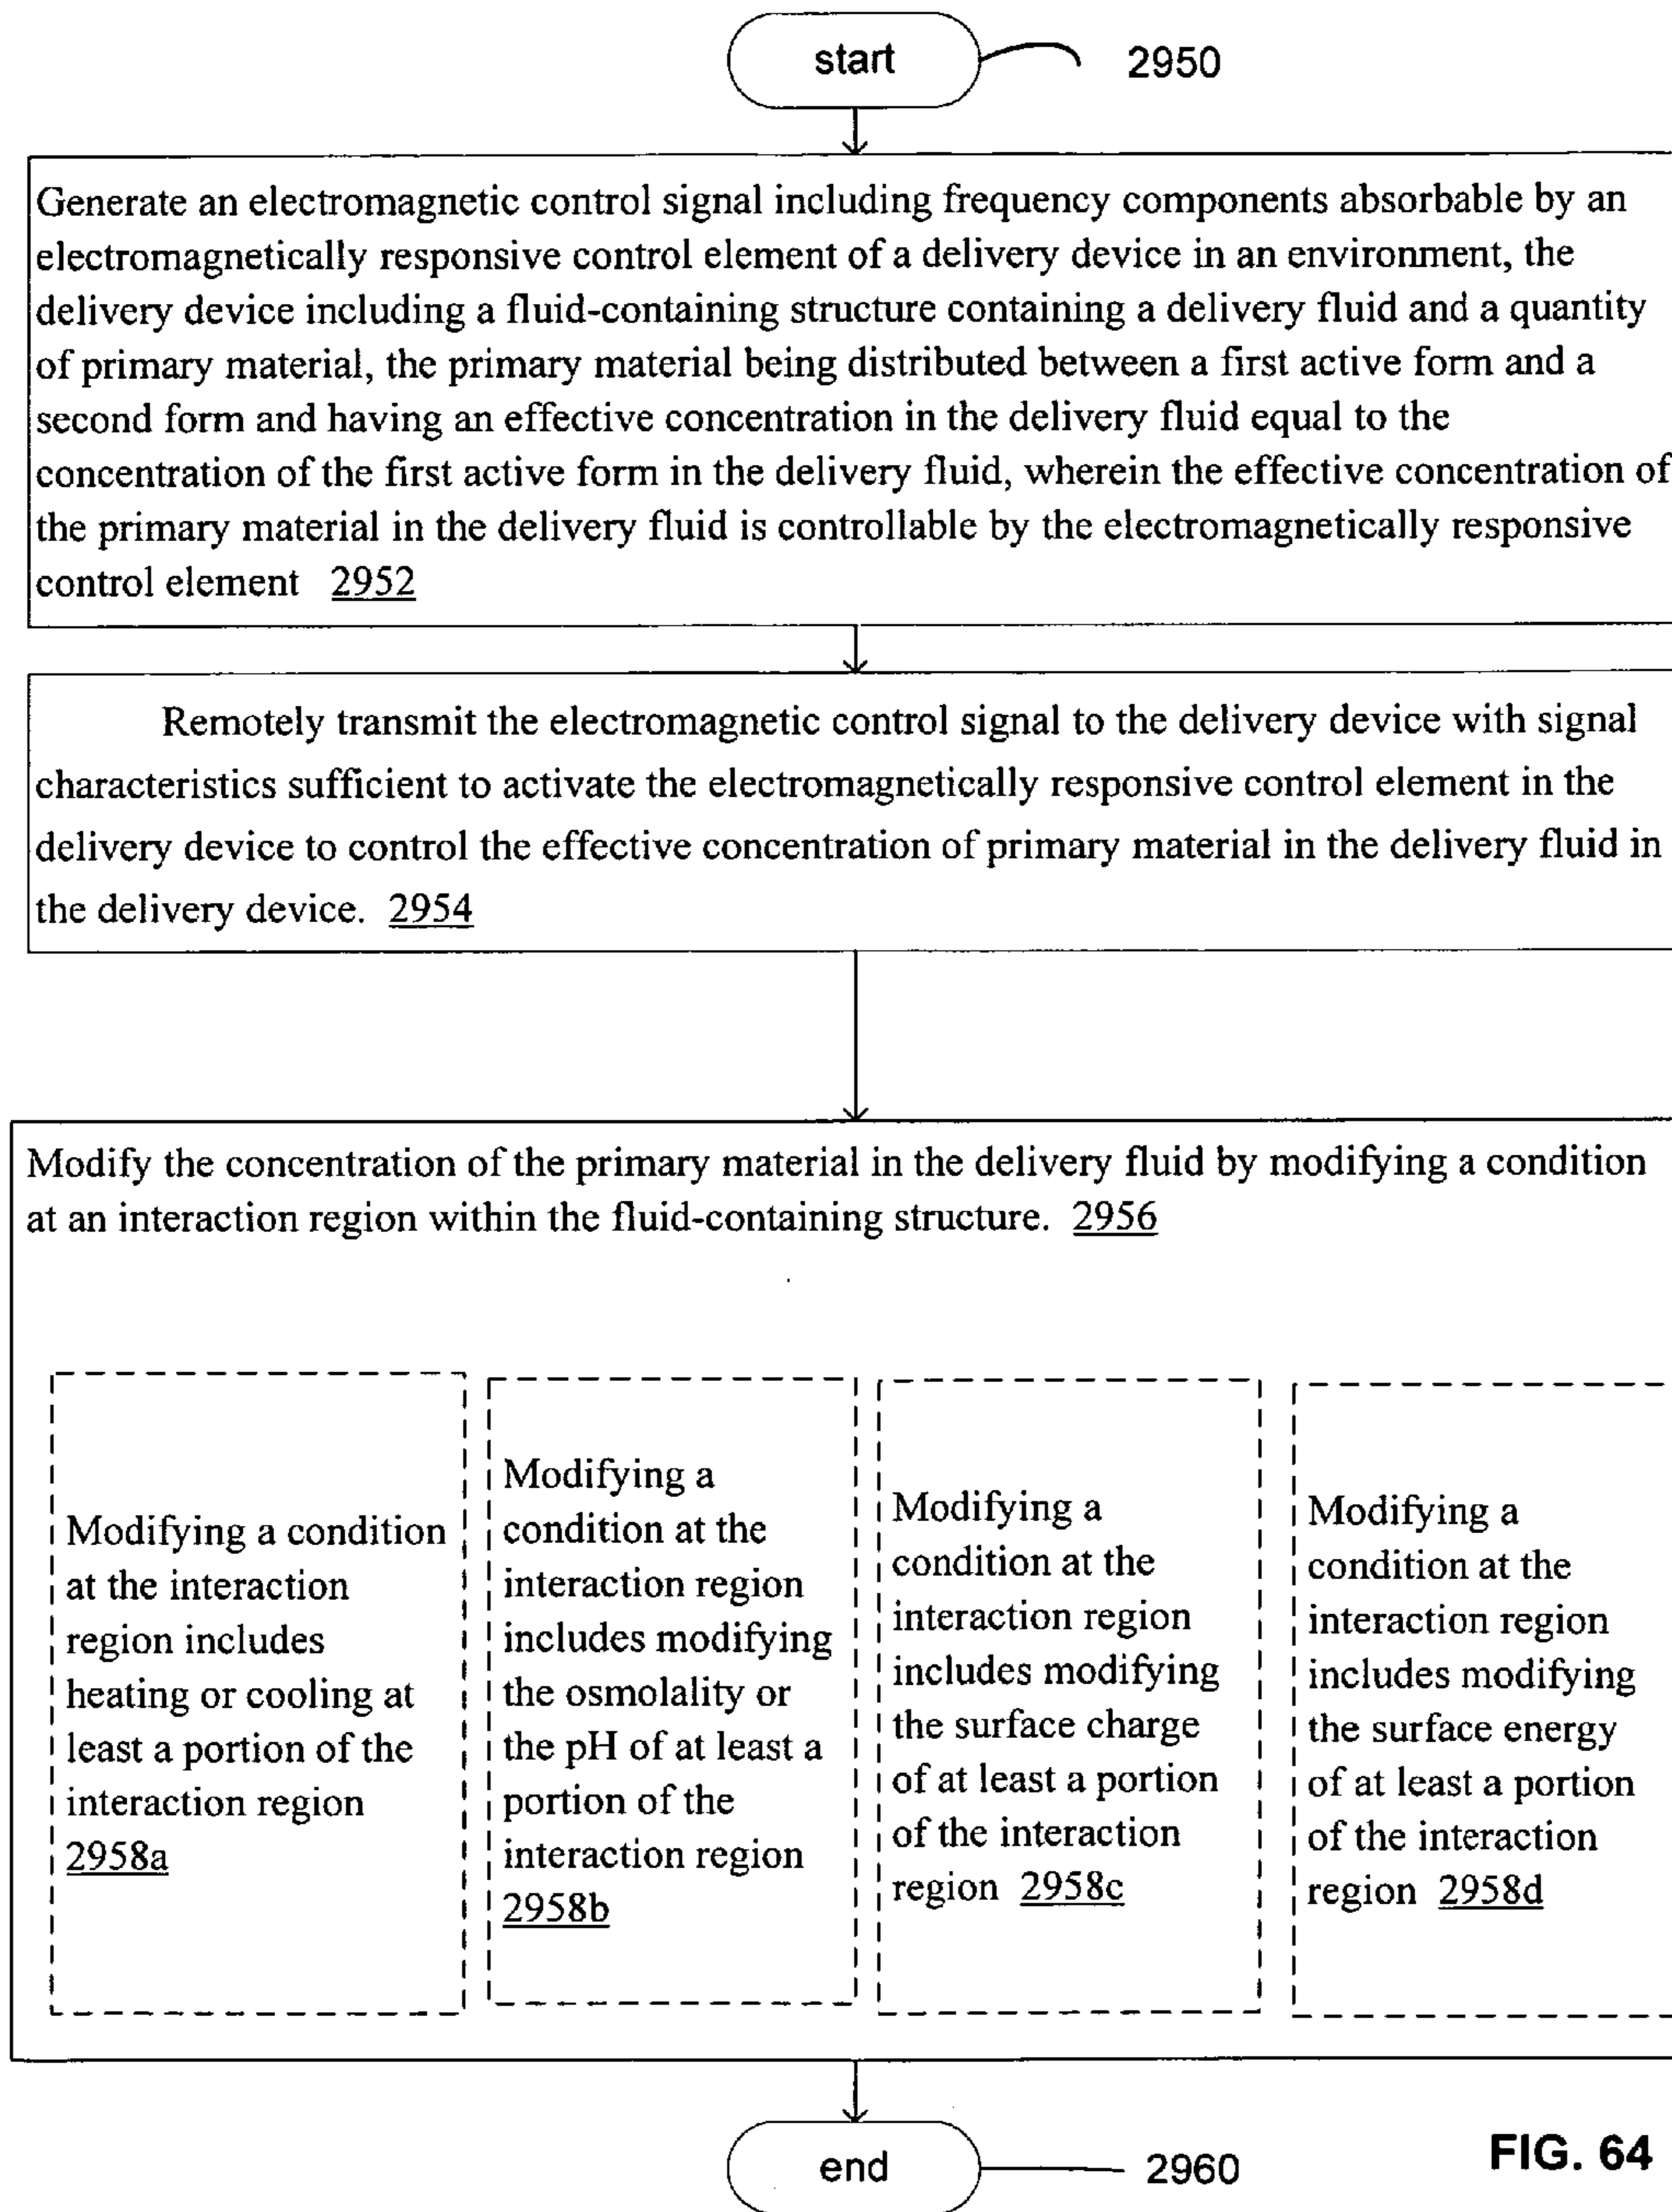 start
2950
Generate an electromagnetic control signal including frequency components absorbable by an
electromagnetically responsive control element of a delivery device in an environment, the
delivery device including a fluid-containing structure containing a delivery fluid and a quantity
of primary material, the primary material being distributed between a first active form and a
second form and having an effective concentration in the delivery fluid equal to the
concentration of the first active form in the delivery fluid, wherein the effective concentration of
the primary material in the delivery fluid is controllable by the electromagnetically responsive
control element 2952
Remotely transmit the electromagnetic control signal to the delivery device with signal
characteristics sufficient to activate the electromagnetically responsive control element in the
delivery device to control the effective concentration of primary material in the delivery fluid in
the delivery device. 2954
Modify the concentration of the primary material in the delivery fluid by modifying a condition
at an interaction region within the fluid-containing structure. 2956
Modifying a condition
at the interaction
region includes
heating or cooling at
least a portion of the
interaction region
2958a
Modifying a
condition at the
interaction region
includes modifying
the osmolality or
the pH of at least a
portion of the
interaction region
2958b
Modifying a
condition at the
interaction region
includes modifying
the surface charge
of at least a portion
of the interaction
region 2958c
Modifying a
condition at the
interaction region
includes modifying
the surface energy
of at least a portion
of the interaction
region 2958d
end
2960
FIG. 64